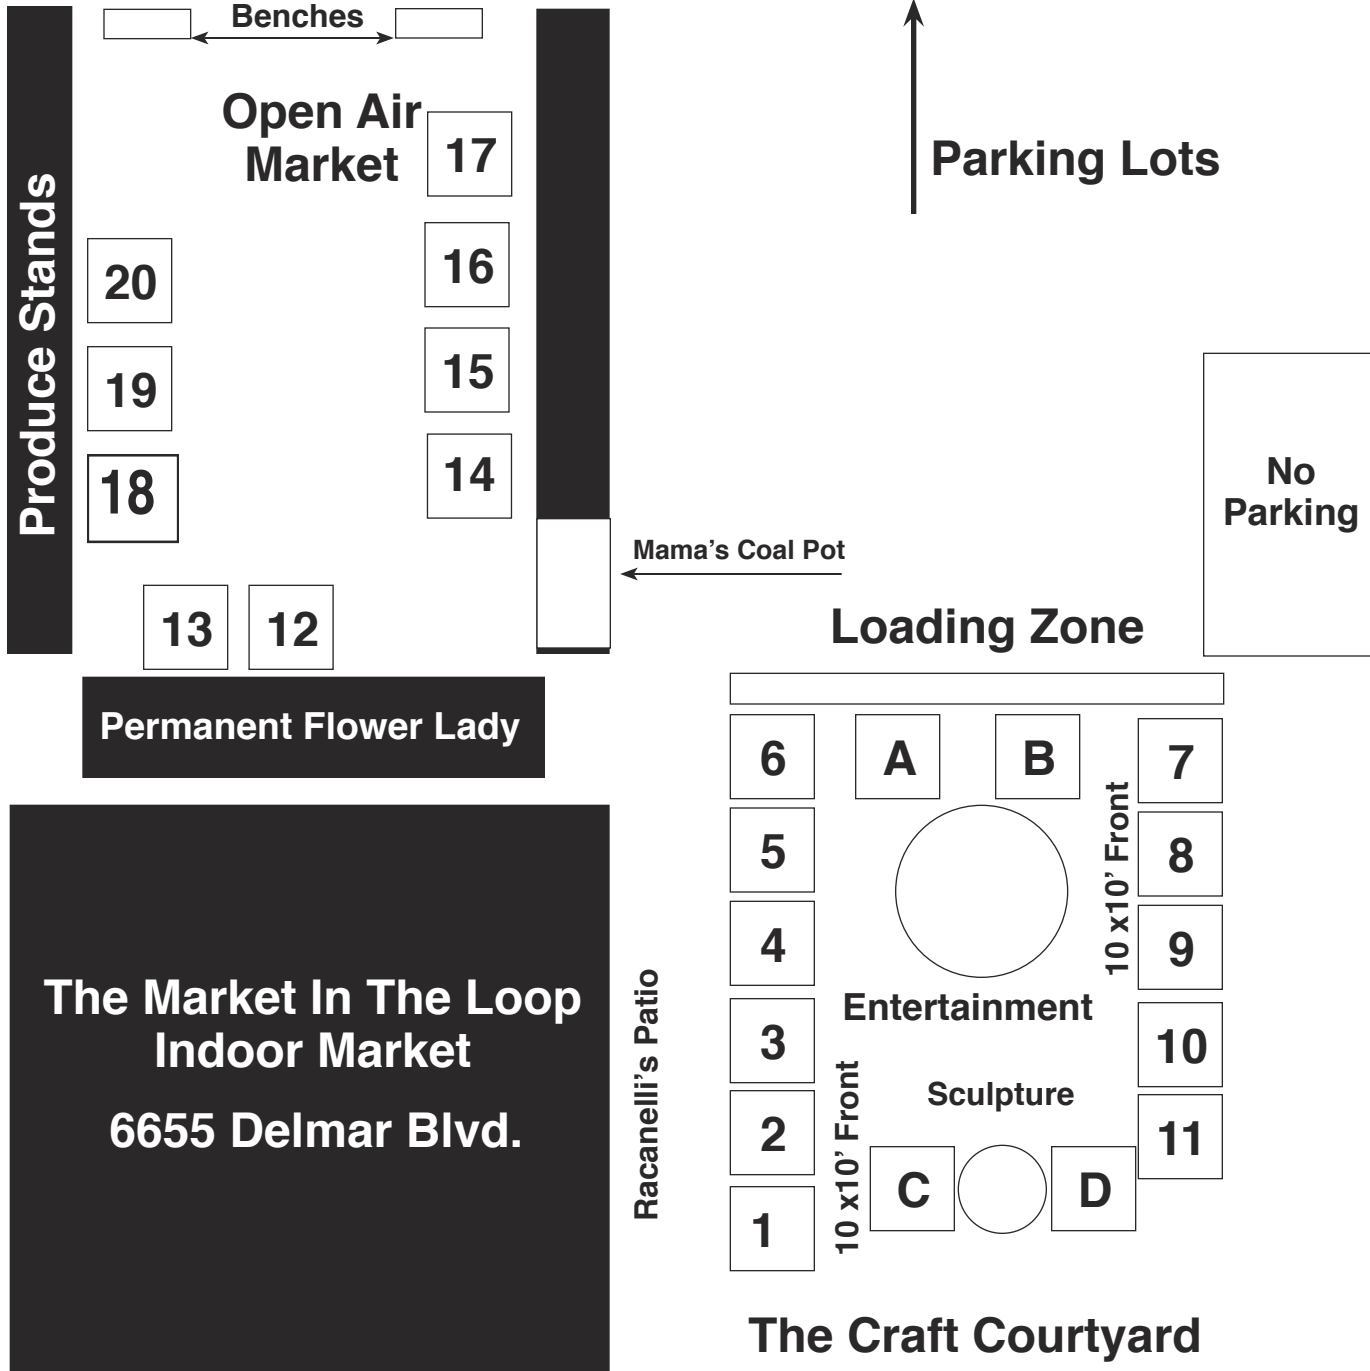 Benches
Open Air
Market
17
Parking Lots
Produce Stands
20
16
19
15
18
14
No
Parking
Mama's Coal Pot
13
12
Loading Zone
Permanent Flower Lady
6
A
B
7
5
8
10 x10' Front
4
9
The Market In The Loop
Indoor Market
6655 Delmar Blvd.
Racanelli's Patio
Entertainment
3
10
Sculpture
2
11
10 x10' Front
C
D
1
The Craft Courtyard